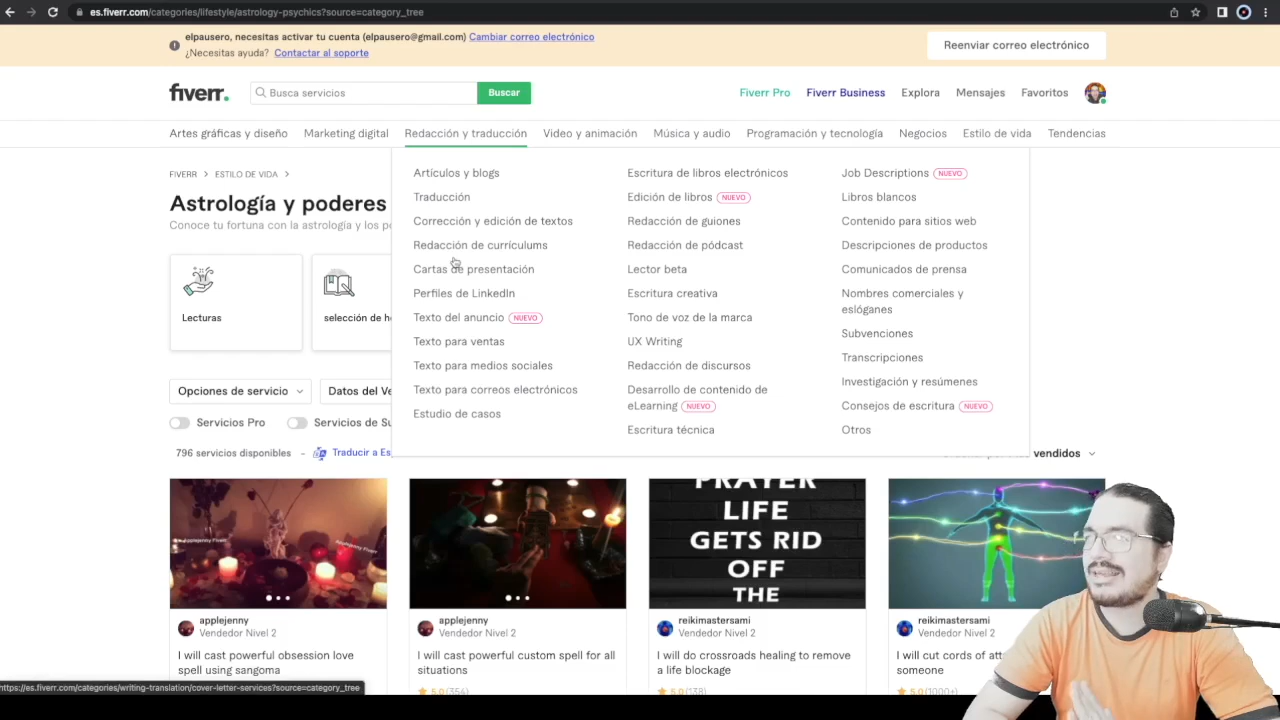 es.fiverr.com/categories/lifestyle/astrology-psychics?source=category_tree
elpausero, necesitas activar tu cuenta (elpausero@gmail.com) Cambiar correo electrónico
¿Necesitas ayuda? Contactar al soporte
Reenviar correo electrónico
fiverr.
Busca servicios
Buscar
Fiverr Pro
Fiverr Business
Explora
Mensajes
Favoritos
Artes gráficas y diseño
Marketing digital
Redacción y traducción
Video y animación
Música y audio
Programación y tecnología
Negocios
Estilo de vida
Tendencias
FIVERR > ESTILO DE VIDA >
Astrología y poderes
Conoce tu fortuna con la astrología y los
Lecturas
selección de
Opciones de servicio
Datos del
Servicios Pro
Servicios de
796 servicios disponibles -
Traducir a
Artículos y blogs
Traducción
Corrección y edición de textos
Redacción de currículums
Cartas de presentación
Perfiles de LinkedIn
Texto del anuncio NUEVO
Texto para ventas
Texto para medios sociales
Texto para correos electrónicos
Estudio de casos
Escritura de libros electrónicos
Edición de libros NUEVO
Redacción de guiones
Redacción de pódcast
Lector beta
Escritura creativa
Tono de voz de la marca
UX Writing
Redacción de discursos
Desarrollo de contenido de
eLearning NUEVO
Escritura técnica
Job Descriptions NUEVO
Libros blancos
Contenido para sitios web
Descripciones de productos
Comunicados de prensa
Nombres comerciales y
eslóganes
Subvenciones
Transcripciones
Investigación y resúmenes
Consejos de escritura NUEVO
Otros
vendidos
PRAYER
LIFE
GETS RID
OFF
THE
applejenny
Vendedor Nivel 2
I will cast powerful obsession love
spell using sangoma
applejenny
Vendedor Nivel 2
I will cast powerful custom spell for all
situations
5.0 (354)
reikimastersami
Vendedor Nivel 2
I will do crossroads healing to remove
a life blockage
5.0 (138)
reikimastersami
Vendedor Nivel 2
I will cut cords of
someone
5.0 (1000+)
https://es.fiverr.com/categories/writing-translation/cover-letter-services?source=category_tree